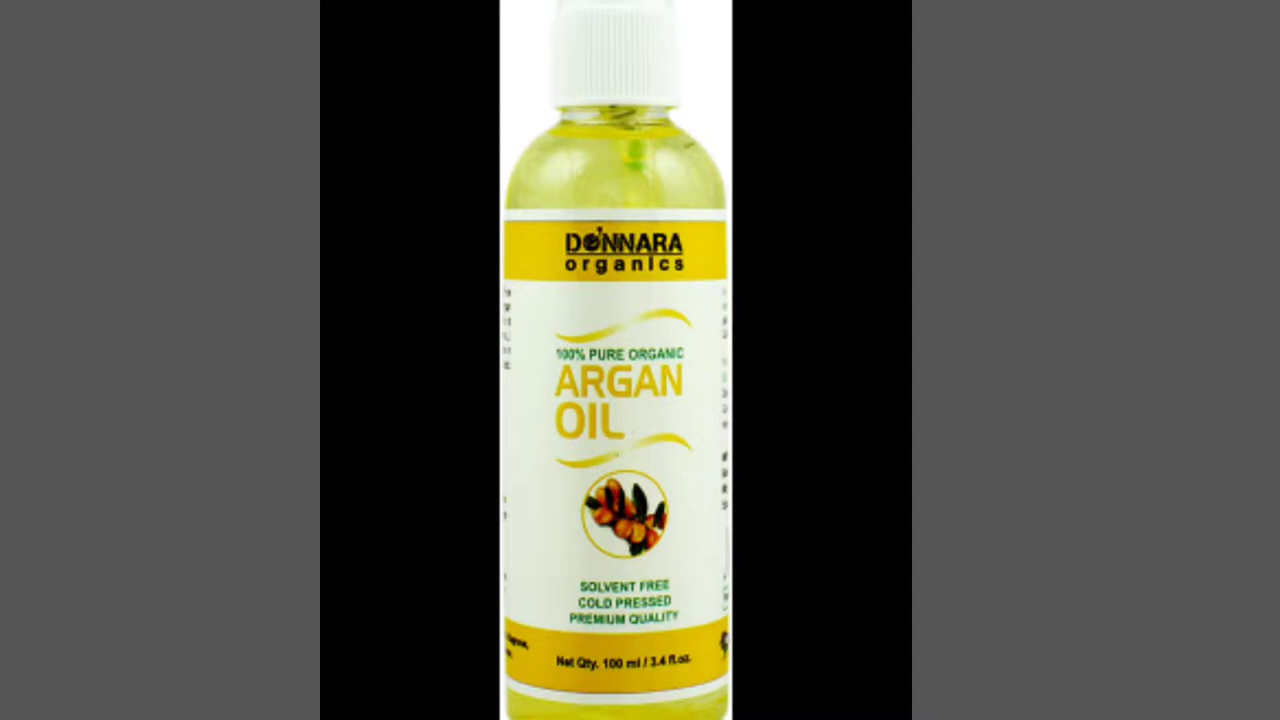 DONNARA
organics
100% PURE ORGANIC
ARGAN
OIL
SOLVENT FREE
COLD PRESSED
PREMIUM QUALITY
Net Qty. 100 ml / 3.4 fl.oz.